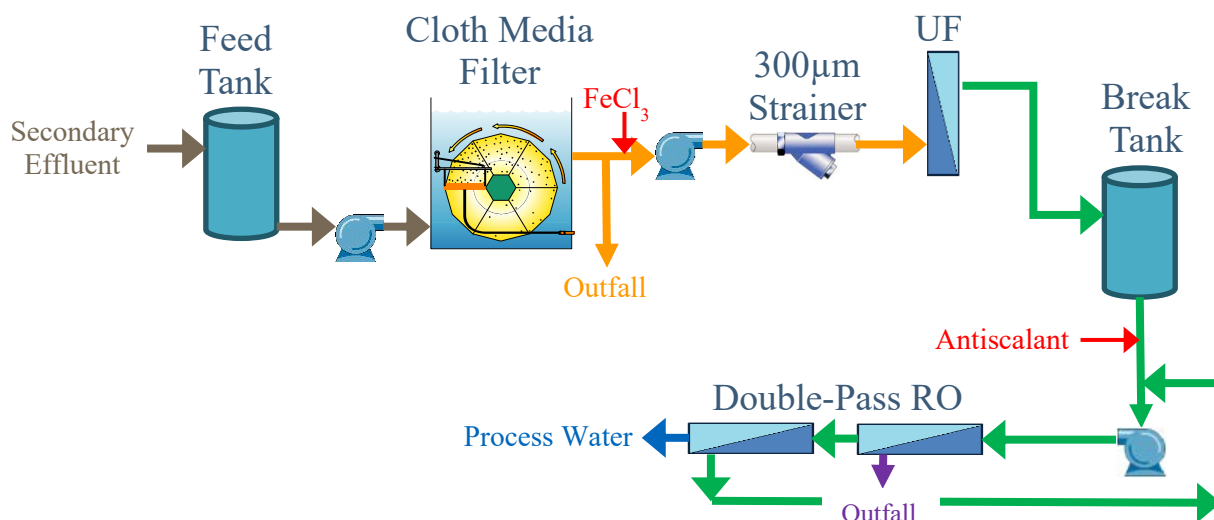 Feed
Tank
Cloth Media
Filter
UF
300µm
Strainer
FeCl3
Break
Tank
Secondary
Effluent
Outfall
Antiscalant
Double-Pass RO
Process Water
Outfall